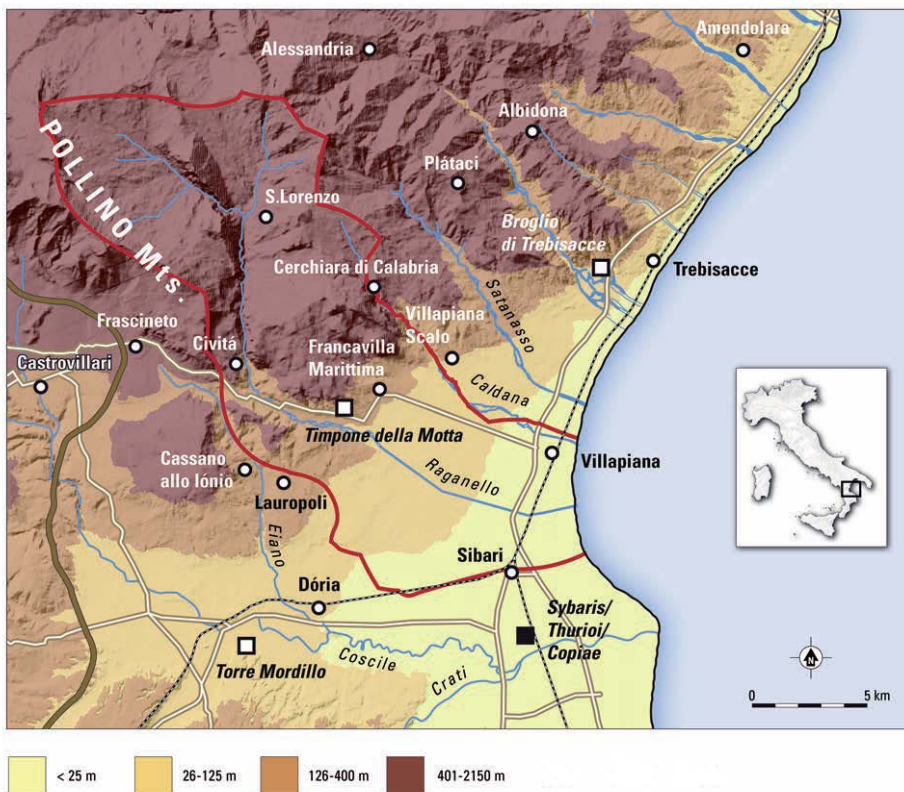 Alessandria
Amendolara
POLLINO Mts.
Albidona
Plátaci
S.Lorenzo
Broglio
di Trebisacce
Trebisacce
Cerchiara di Calabria
Satanasso
Frascineto
Civitá
Francavilla
Marittima
Villapiana
Scalo
Castrovillari
Caldana
Timpone della Motta
Villapiana
Cassano
allo Iónio
Lauropoli
Raganello
Eiano
Sibari
Dória
Sybaris/
Thurioi/
Copiae
Torre Mordillo
Coscile
Crati
N
0 5 km
< 25 m 26-125 m 126-400 m 401-2150 m